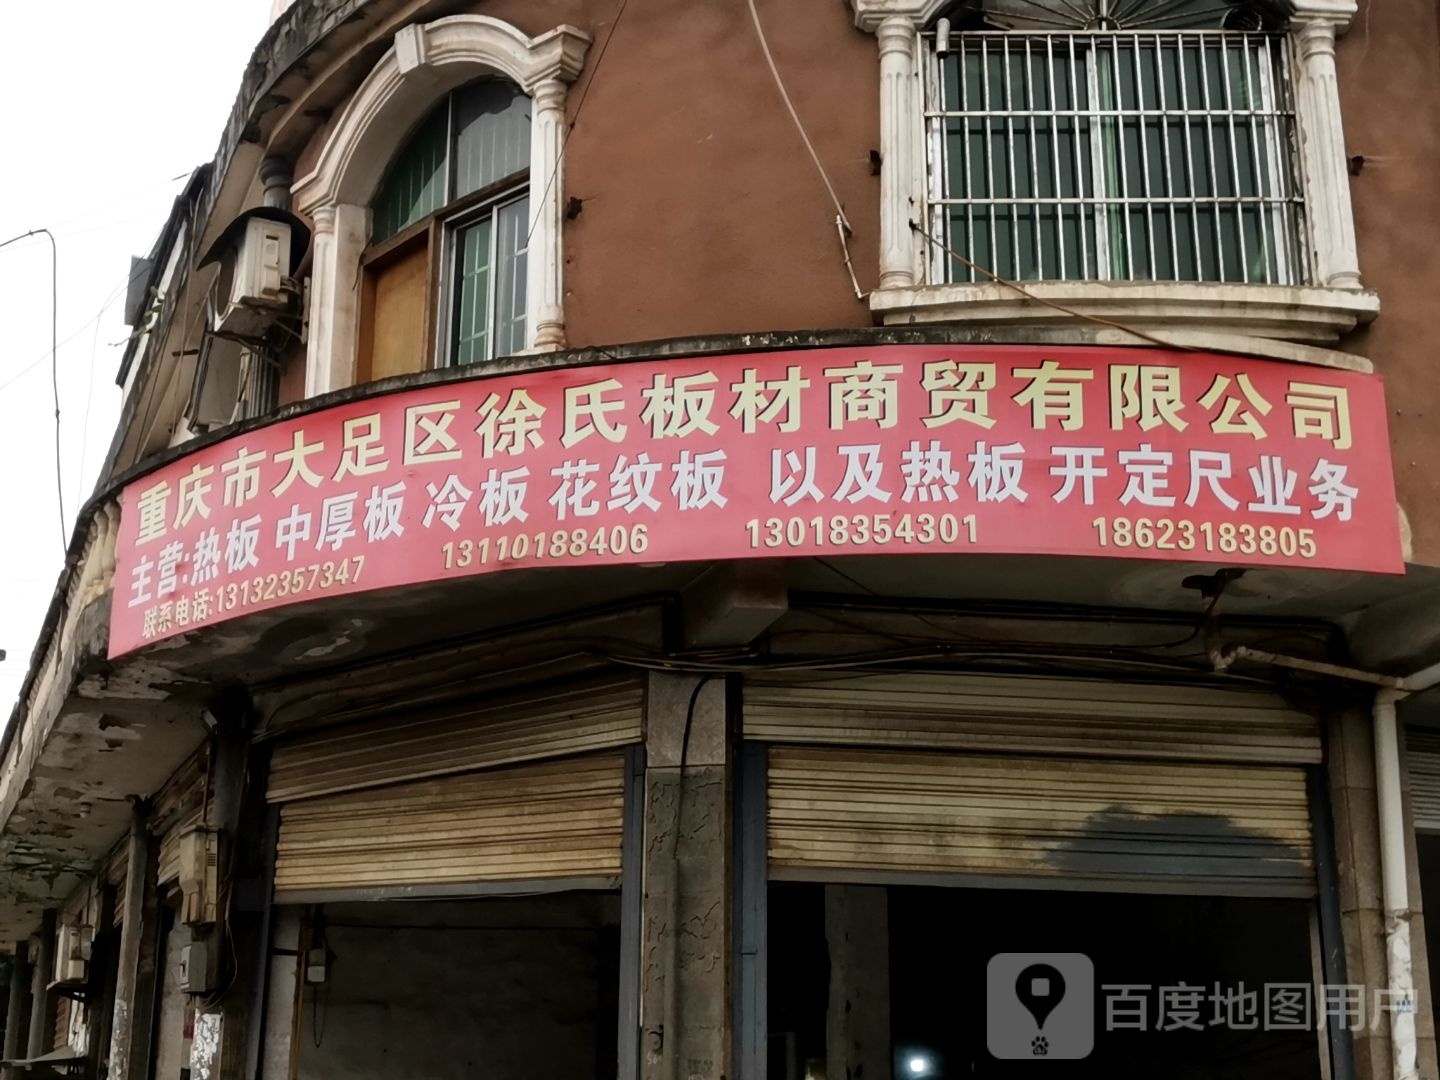 重庆市大足区徐氏板材商贸有限公司
主营:热板 中厚板 冷板 花纹板 以及热板 开定尺业务
联系电话:13132357347 13110188406 13018354301 18623183805
百度地图用户